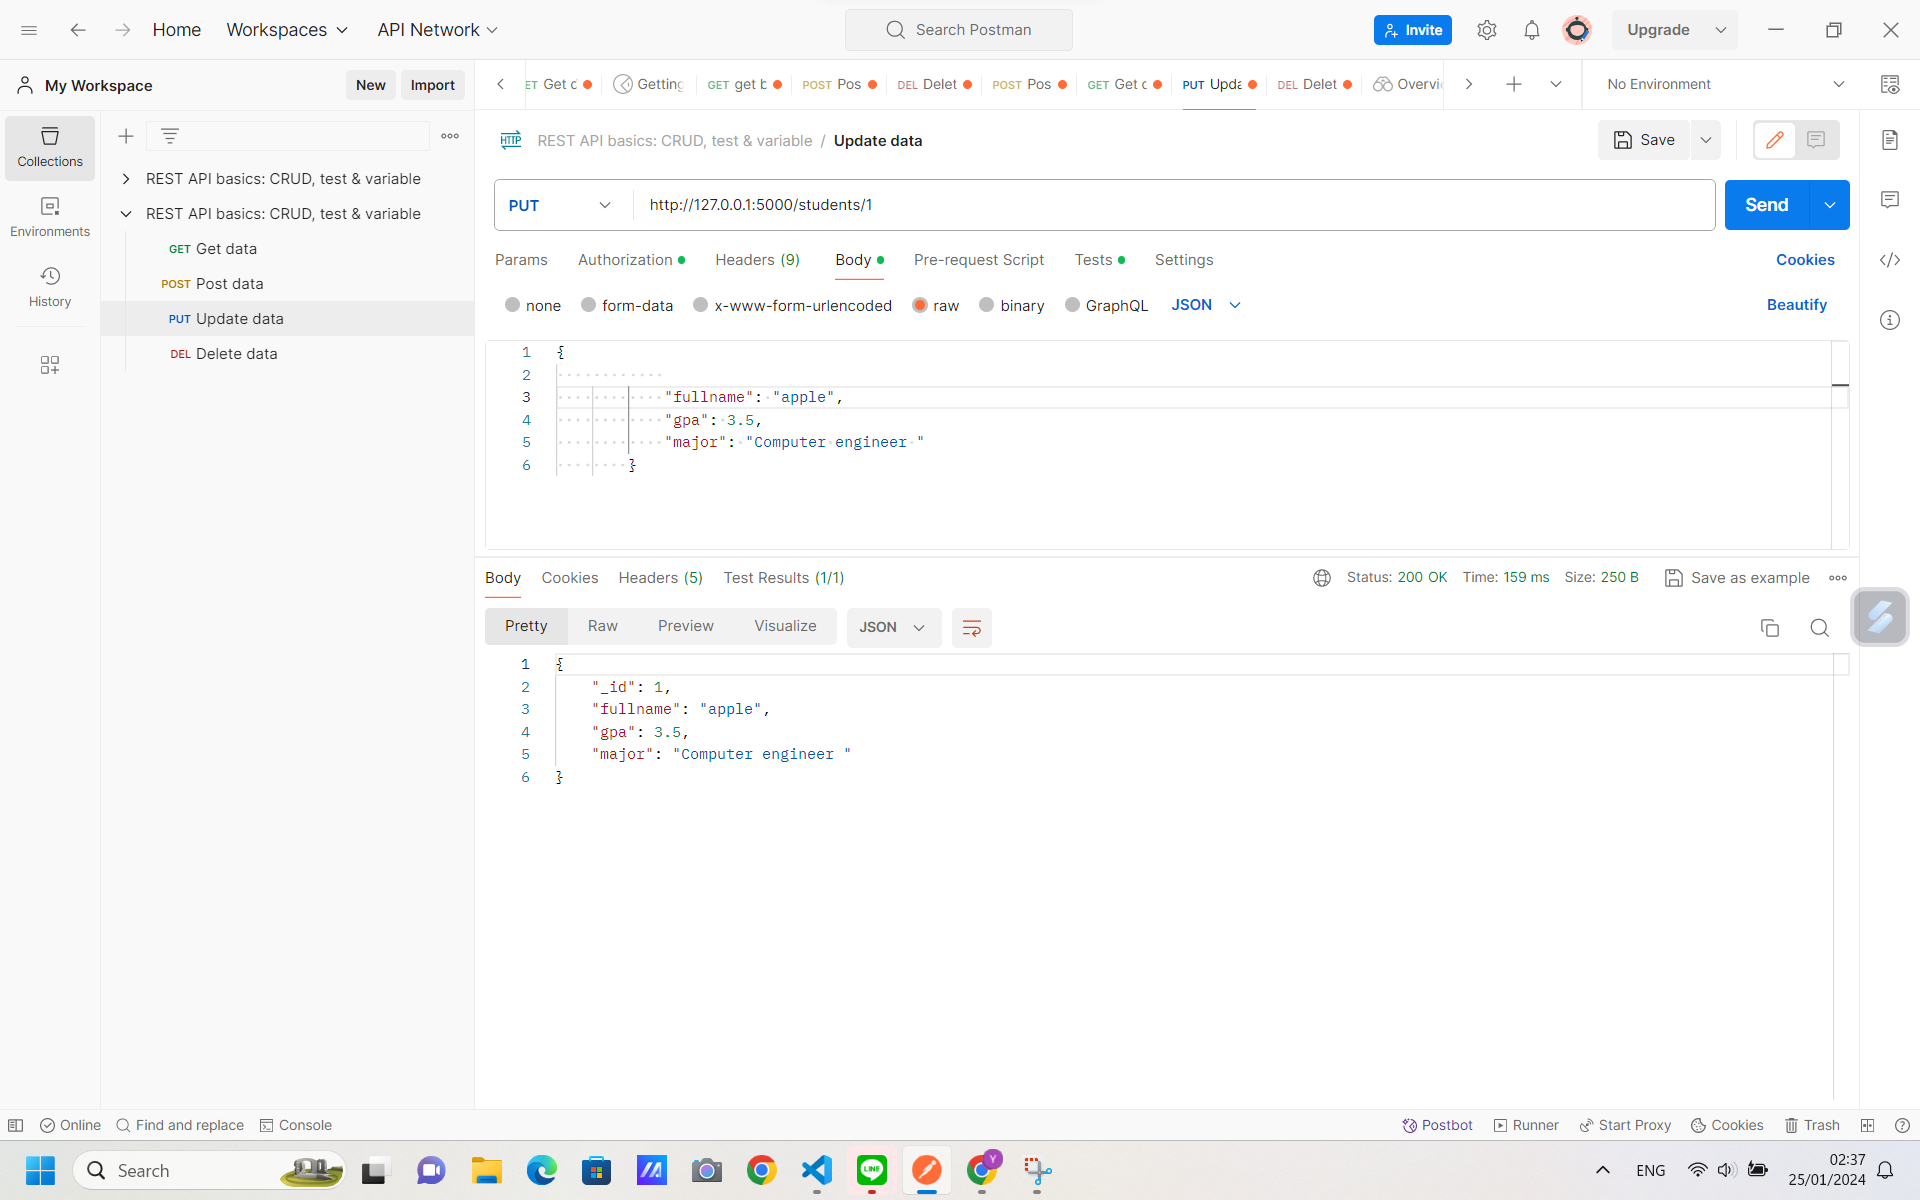 Home Workspaces API Network Search Postman Invite Upgrade
My Workspace New Import
GET Get d Getting GET get b POST Pos DEL Delet POST Pos GET Get d PUT Upda DEL Delet Overvi No Environment
Collections
Environments
History
REST API basics: CRUD, test & variable
REST API basics: CRUD, test & variable
GET Get data
POST Post data
PUT Update data
DEL Delete data
HTTP REST API basics: CRUD, test & variable / Update data Save
PUT http://127.0.0.1:5000/students/1 Send
Params Authorization Headers (9) Body Pre-request Script Tests Settings Cookies
none form-data x-www-form-urlencoded raw binary GraphQL JSON Beautify
1 {
2
3 "fullname": "apple",
4 "gpa": 3.5,
5 "major": "Computer engineer "
6 }
Body Cookies Headers (5) Test Results (1/1) Status: 200 OK Time: 159 ms Size: 250 B Save as example
Pretty Raw Preview Visualize JSON
1 {
2 "_id": 1,
3 "fullname": "apple",
4 "gpa": 3.5,
5 "major": "Computer engineer "
6 }
Online Find and replace Console Postbot Runner Start Proxy Cookies Trash
Search LINE Y ENG 02:37
25/01/2024